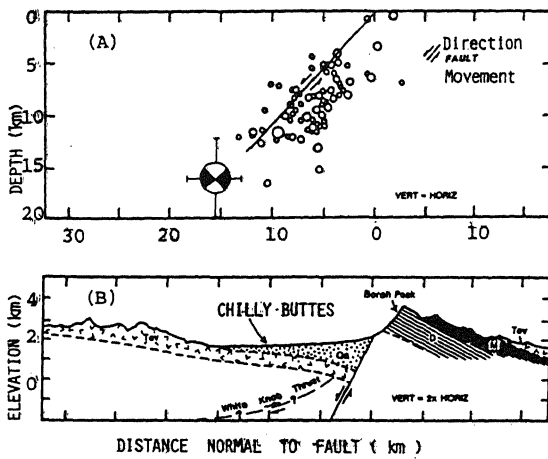 (A)
0
5
10
15
20
DEPTH (km)
Direction
FAULT
Movement
VERT = HORIZ
30
20
10
0
10
(B)
4
2
0
ELEVATION (km)
CHILLY BUTTES
Borah Peak
Tev
Qs
D
M
Tev
White Knob Thrust
VERT = 2x HORIZ
DISTANCE NORMAL TO FAULT (km)